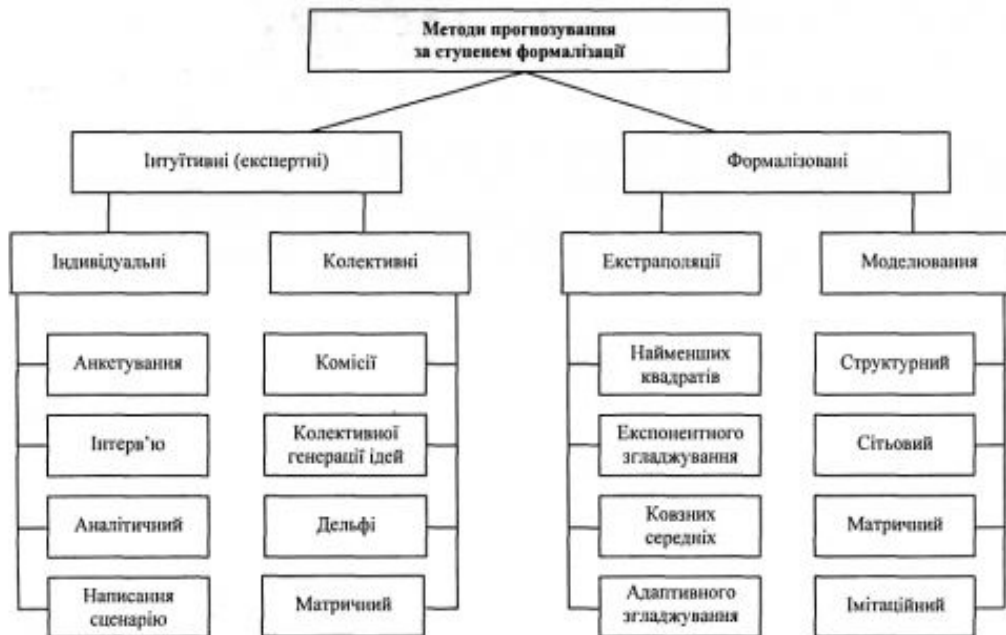 Методи прогнозування
за ступенем формалізації
Інтуїтивні (експертні)
Формалізовані
Індивідуальні
Колективні
Екстраполяції
Моделювання
Анкетування
Комісії
Найменших
квадратів
Структурний
Інтерв'ю
Колективної
генерації ідей
Експонентного
згладжування
Сітьовий
Аналітичний
Дельфі
Ковзних
середніх
Матричний
Написання
сценарію
Матричний
Адаптивного
згладжування
Імітаційний